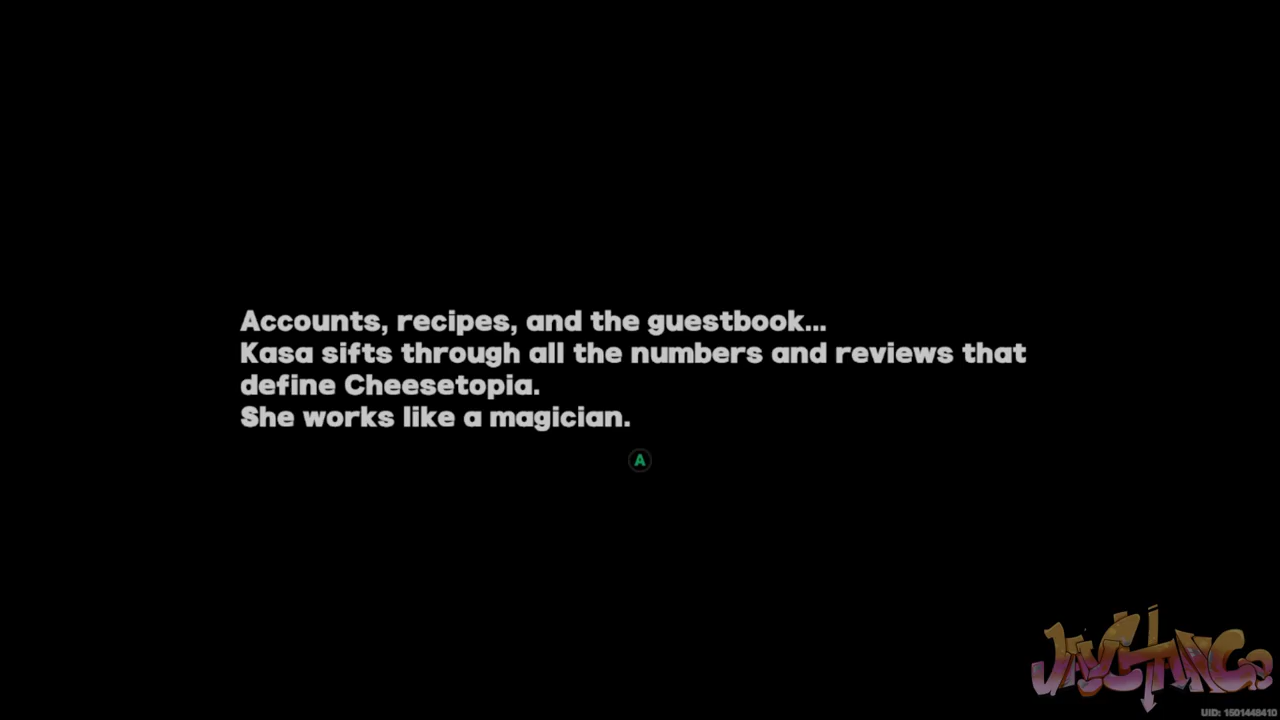 Accounts, recipes, and the guestbook...
Kasa sifts through all the numbers and reviews that
define Cheesetopia.
She works like a magician.
A
UID: 1501448410